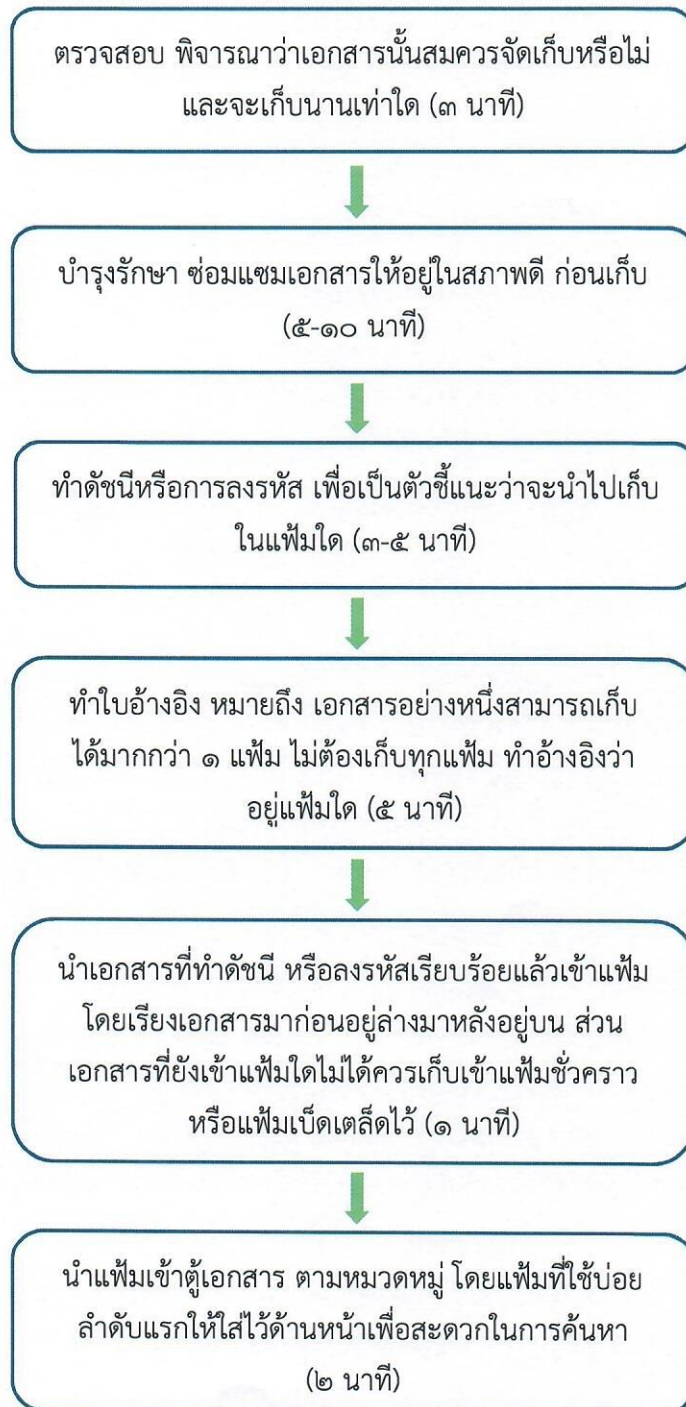 ตรวจสอบ พิจารณาว่าเอกสารนั้นสมควรจัดเก็บหรือไม่
และจะเก็บนานเท่าใด (๓ นาที)
บำรุงรักษา ซ่อมแซมเอกสารให้อยู่ในสภาพดี ก่อนเก็บ
(๕-๑๐ นาที)
ทำดัชนีหรือการลงรหัส เพื่อเป็นตัวชี้แนะว่าจะนำไปเก็บ
ในแฟ้มใด (๓-๕ นาที)
ทำใบอ้างอิง หมายถึง เอกสารอย่างหนึ่งสามารถเก็บ
ได้มากกว่า ๑ แฟ้ม ไม่ต้องเก็บทุกแฟ้ม ทำอ้างอิงว่า
อยู่แฟ้มใด (๕ นาที)
นำเอกสารที่ทำดัชนี หรือลงรหัสเรียบร้อยแล้วเข้าแฟ้ม
โดยเรียงเอกสารมาก่อนอยู่ล่างมาหลังอยู่บน ส่วน
เอกสารที่ยังเข้าแฟ้มใดไม่ได้ควรเก็บเข้าแฟ้มชั่วคราว
หรือแฟ้มเบ็ดเตล็ดไว้ (๑ นาที)
นำแฟ้มเข้าตู้เอกสาร ตามหมวดหมู่ โดยแฟ้มที่ใช้บ่อย
ลำดับแรกให้ใส่ไว้ด้านหน้าเพื่อสะดวกในการค้นหา
(๒ นาที)